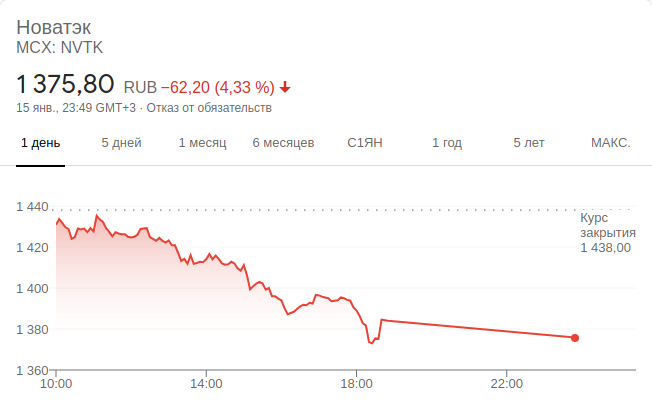 Новатэк
MCX: NVTK
1 375,80 RUB −62,20 (4,33 %)
15 янв., 23:49 GMT+3 · Отказ от обязательств
1 день 5 дней 1 месяц 6 месяцев С1ЯН 1 год 5 лет МАКС.
1 440
Курс
закрытия
1 438,00
1 420
1 400
1 380
1 360
10:00 14:00 18:00 22:00